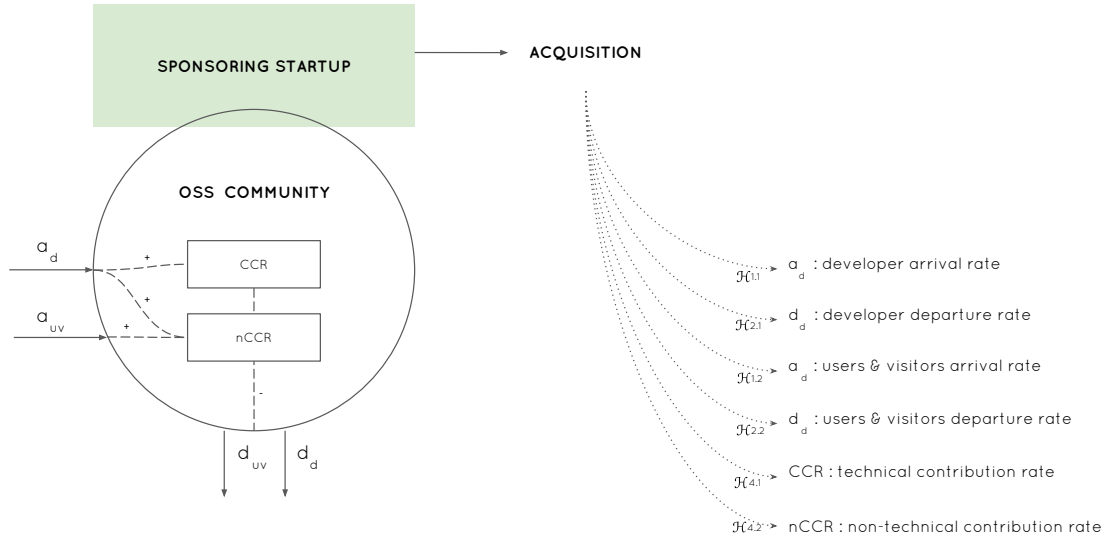 SPONSORING STARTUP
ACQUISITION
OSS COMMUNITY
a d
+
CCR
+
a uv
+
nCCR
-
d uv
d d
ℋ1.1 a d : developer arrival rate
ℋ2.1 d d : developer departure rate
ℋ1.2 a d : users & visitors arrival rate
ℋ2.2 d d : users & visitors departure rate
ℋ4.1 CCR : technical contribution rate
ℋ4.2 nCCR : non-technical contribution rate